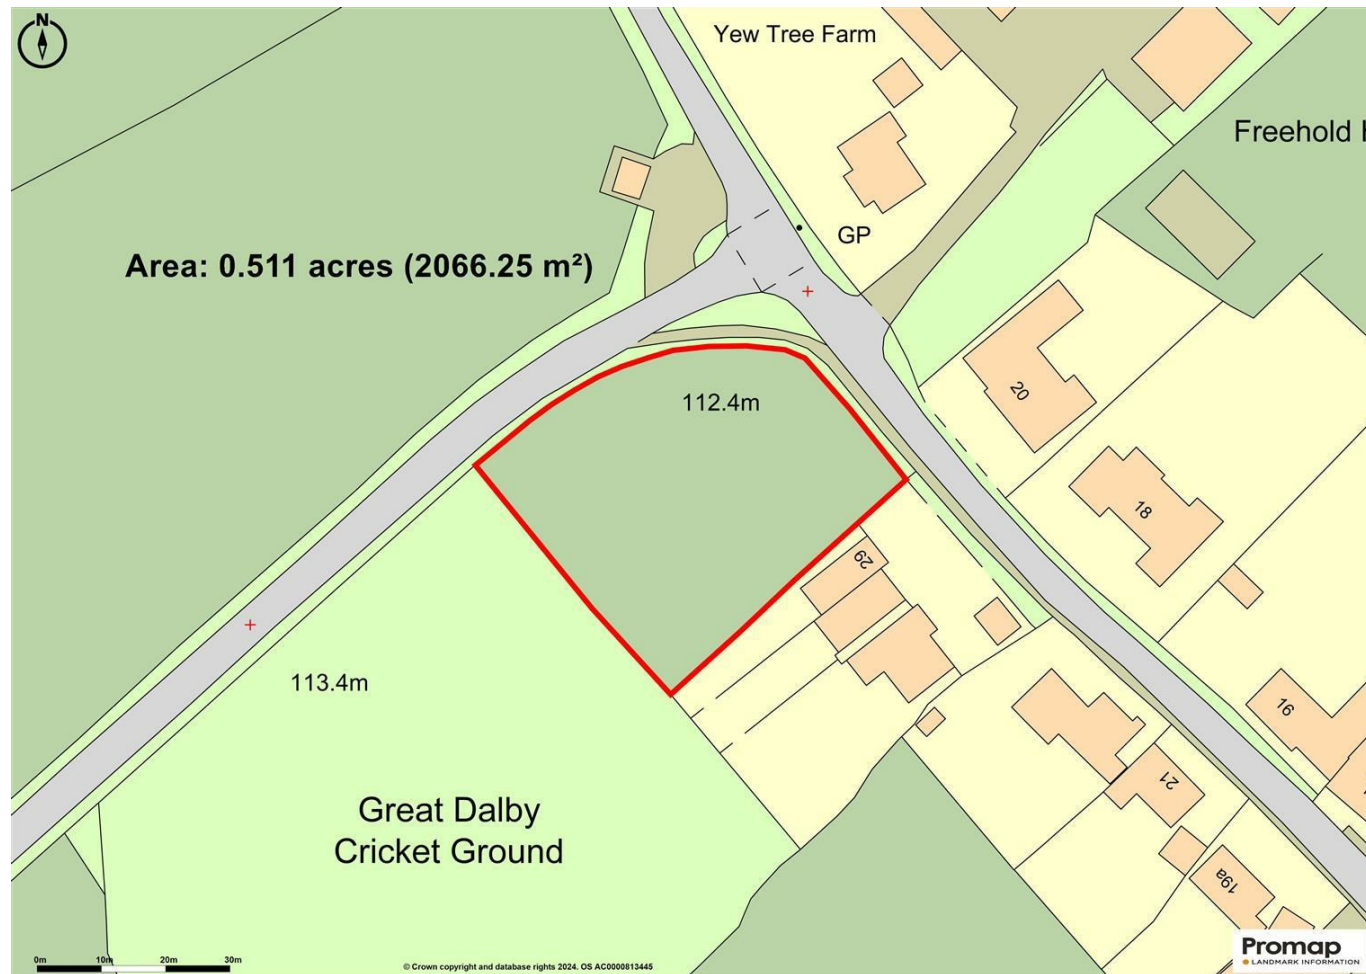 N
Yew Tree Farm
Freehold
GP
Area: 0.511 acres (2066.25 m²)
112.4m
20
18
29
113.4m
16
21
Great Dalby
Cricket Ground
19a
0m 10m 20m 30m
© Crown copyright and database rights 2024. OS AC0000813445
Promap
LANDMARK INFORMATION